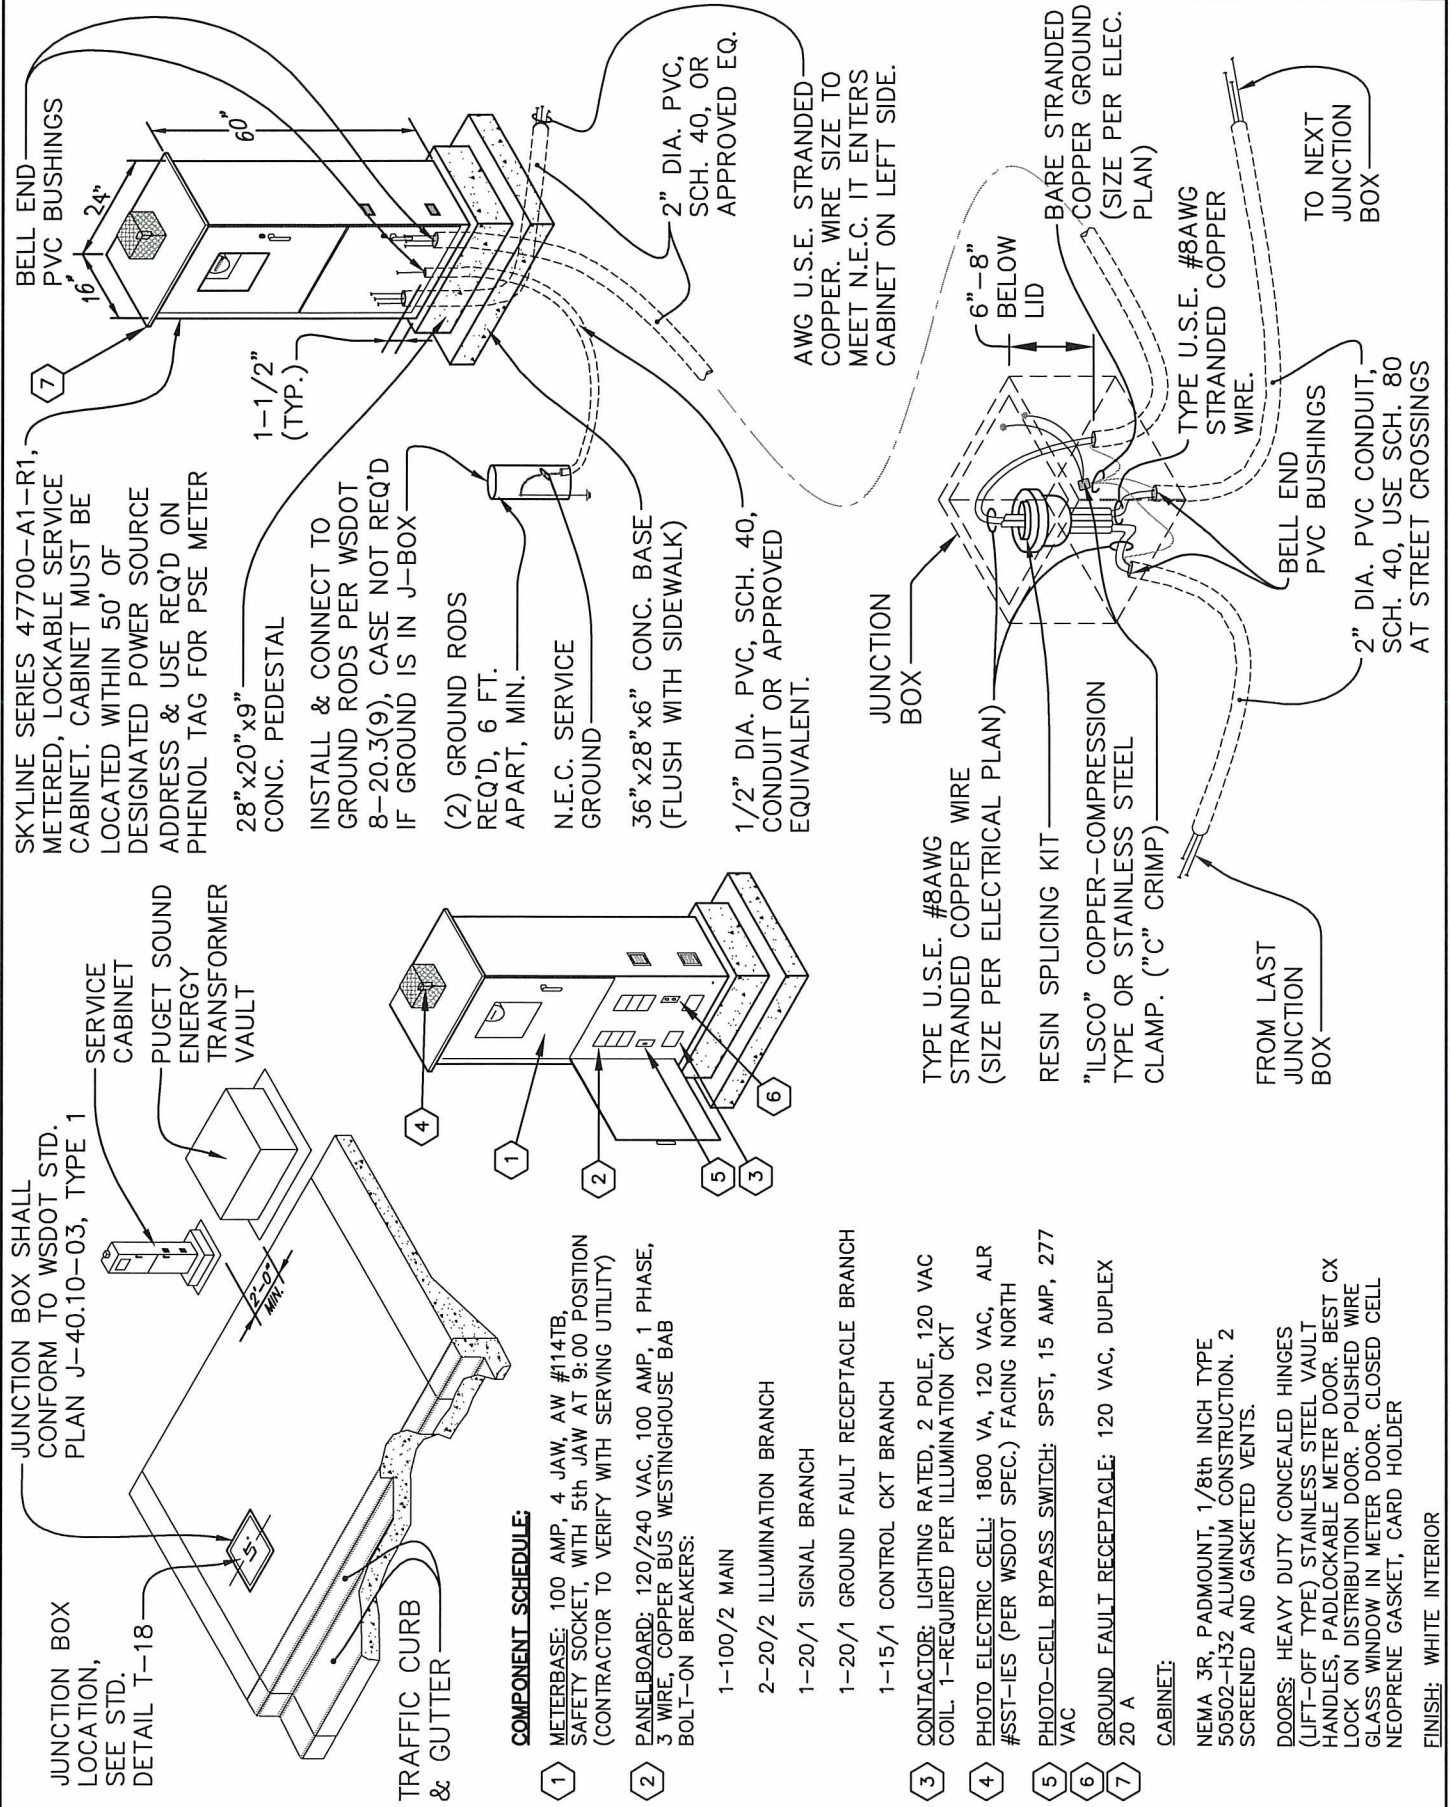 JUNCTION BOX
LOCATION,
SEE STD.
DETAIL T-18
JUNCTION BOX SHALL
CONFORM TO WSDOT STD.
PLAN J-40.10-03, TYPE 1
SERVICE
CABINET
PUGET SOUND
ENERGY
TRANSFORMER
VAULT
2'-0"
MIN.
.5'
TRAFFIC CURB
& GUTTER
COMPONENT SCHEDULE:
1 METERBASE: 100 AMP, 4 JAW, AW #114TB,
SAFETY SOCKET, WITH 5th JAW AT 9:00 POSITION
(CONTRACTOR TO VERIFY WITH SERVING UTILITY)
2 PANELBOARD: 120/240 VAC, 100 AMP, 1 PHASE,
3 WIRE, COPPER BUS WESTINGHOUSE BAB
BOLT-ON BREAKERS:
1-100/2 MAIN
2-20/2 ILLUMINATION BRANCH
1-20/1 SIGNAL BRANCH
1-20/1 GROUND FAULT RECEPTACLE BRANCH
1-15/1 CONTROL CKT BRANCH
3 CONTACTOR: LIGHTING RATED, 2 POLE, 120 VAC
COIL. 1-REQUIRED PER ILLUMINATION CKT
4 PHOTO ELECTRIC CELL: 1800 VA, 120 VAC, ALR
#SST-IES (PER WSDOT SPEC.) FACING NORTH
5 PHOTO-CELL BYPASS SWITCH: SPST, 15 AMP, 277
VAC
6 GROUND FAULT RECEPTACLE: 120 VAC, DUPLEX
20 A
7
CABINET:
NEMA 3R, PADMOUNT, 1/8th INCH TYPE
50502-H32 ALUMINUM CONSTRUCTION. 2
SCREENED AND GASKETED VENTS.
DOORS: HEAVY DUTY CONCEALED HINGES
(LIFT-OFF TYPE) STAINLESS STEEL VAULT
HANDLES, PADLOCKABLE METER DOOR. BEST CX
LOCK ON DISTRIBUTION DOOR. POLISHED WIRE
GLASS WINDOW IN METER DOOR. CLOSED CELL
NEOPRENE GASKET, CARD HOLDER
FINISH: WHITE INTERIOR
4
1
2
5
3
6
SKYLINE SERIES 47700-A1-R1,
METERED, LOCKABLE SERVICE
CABINET. CABINET MUST BE
LOCATED WITHIN 50' OF
DESIGNATED POWER SOURCE
ADDRESS & USE REQ'D ON
PHENOL TAG FOR PSE METER
7
BELL END
PVC BUSHINGS
16"
24"
60"
1-1/2"
(TYP.)
28"x20"x9"
CONC. PEDESTAL
INSTALL & CONNECT TO
GROUND RODS PER WSDOT
8-20.3(9), CASE NOT REQ'D
IF GROUND IS IN J-BOX
(2) GROUND RODS
REQ'D, 6 FT.
APART, MIN.
N.E.C. SERVICE
GROUND
36"x28"x6" CONC. BASE
(FLUSH WITH SIDEWALK)
1/2" DIA. PVC, SCH. 40,
CONDUIT OR APPROVED
EQUIVALENT.
2" DIA. PVC,
SCH. 40, OR
APPROVED EQ.
AWG U.S.E. STRANDED
COPPER. WIRE SIZE TO
MEET N.E.C. IT ENTERS
CABINET ON LEFT SIDE.
JUNCTION
BOX
6"-8"
BELOW
LID
BARE STRANDED
COPPER GROUND
(SIZE PER ELEC.
PLAN)
TYPE U.S.E. #8AWG
STRANDED COPPER WIRE
(SIZE PER ELECTRICAL PLAN)
RESIN SPLICING KIT
"ILSCO" COPPER-COMPRESSION
TYPE OR STAINLESS STEEL
CLAMP. ("C" CRIMP)
TYPE U.S.E. #8AWG
STRANDED COPPER
WIRE.
FROM LAST
JUNCTION
BOX
BELL END
PVC BUSHINGS
TO NEXT
JUNCTION
BOX
2" DIA. PVC CONDUIT,
SCH. 40, USE SCH. 80
AT STREET CROSSINGS